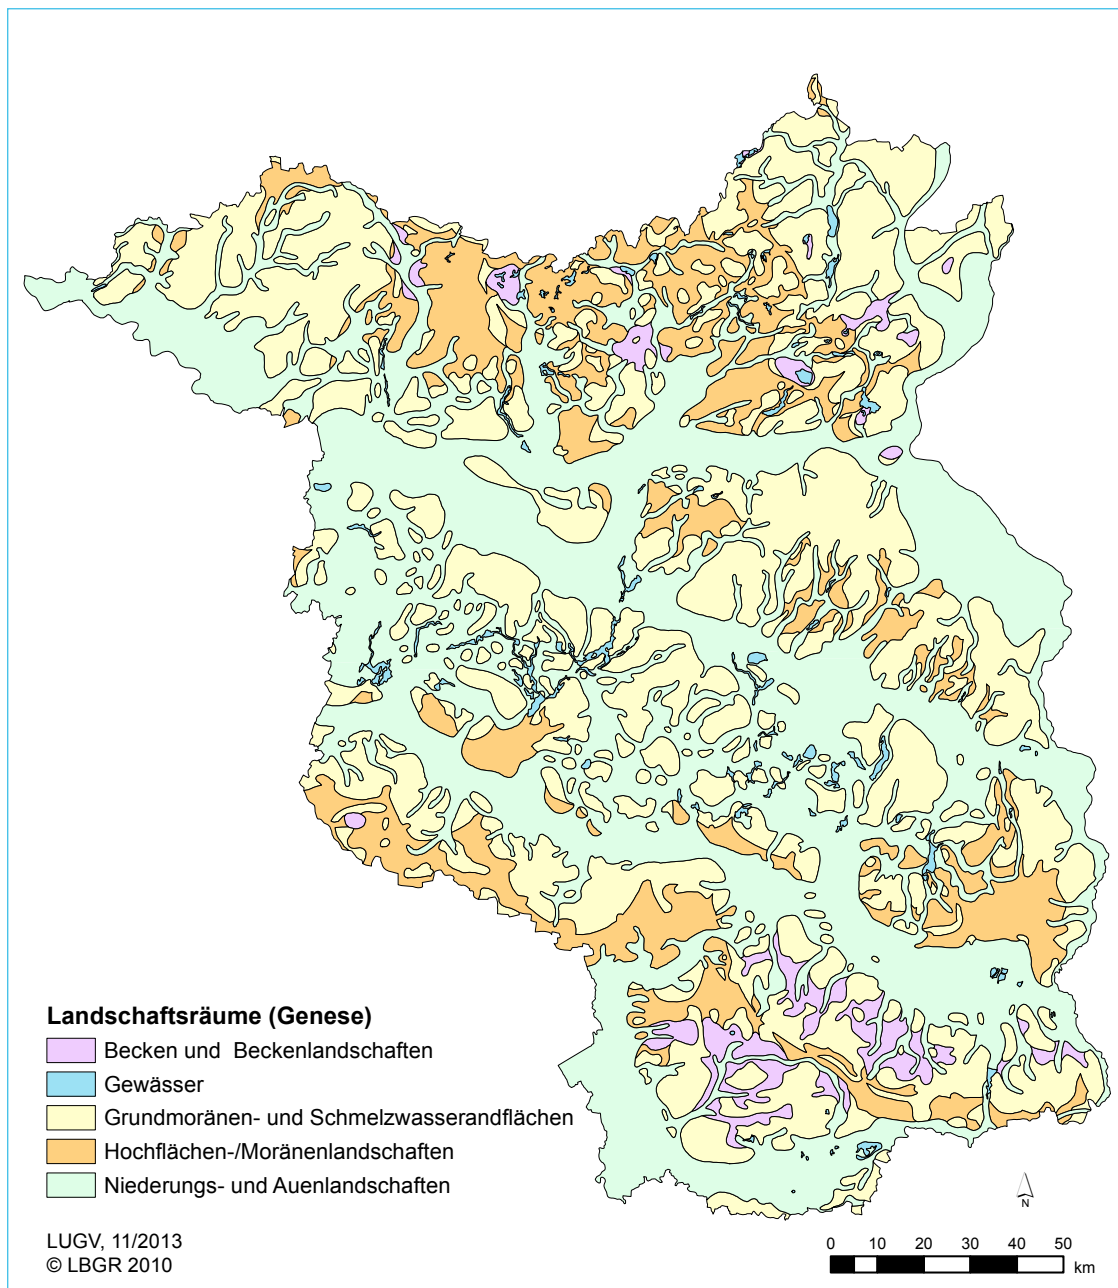 Landschaftsräume (Genese)
Becken und Beckenlandschaften
Gewässer
Grundmoränen- und Schmelzwasserandflächen
Hochflächen-/Moränenlandschaften
Niederungs- und Auenlandschaften
LUGV, 11/2013
© LBGR 2010
N
0 10 20 30 40 50
km